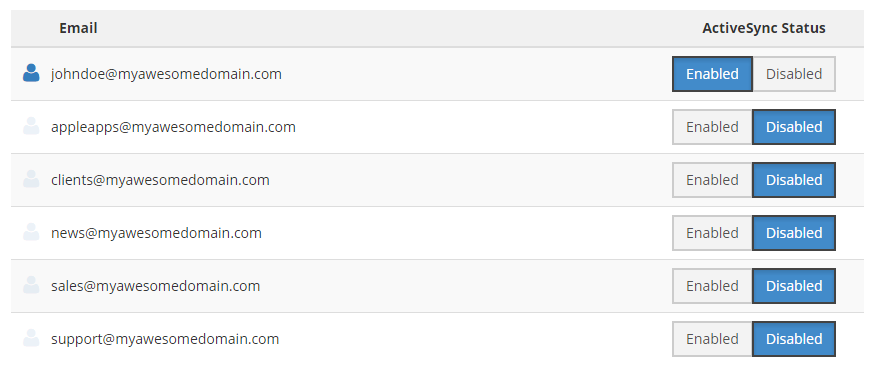 Email ActiveSync Status
johndoe@myawesomedomain.com Enabled Disabled
appleapps@myawesomedomain.com Enabled Disabled
clients@myawesomedomain.com Enabled Disabled
news@myawesomedomain.com Enabled Disabled
sales@myawesomedomain.com Enabled Disabled
support@myawesomedomain.com Enabled Disabled